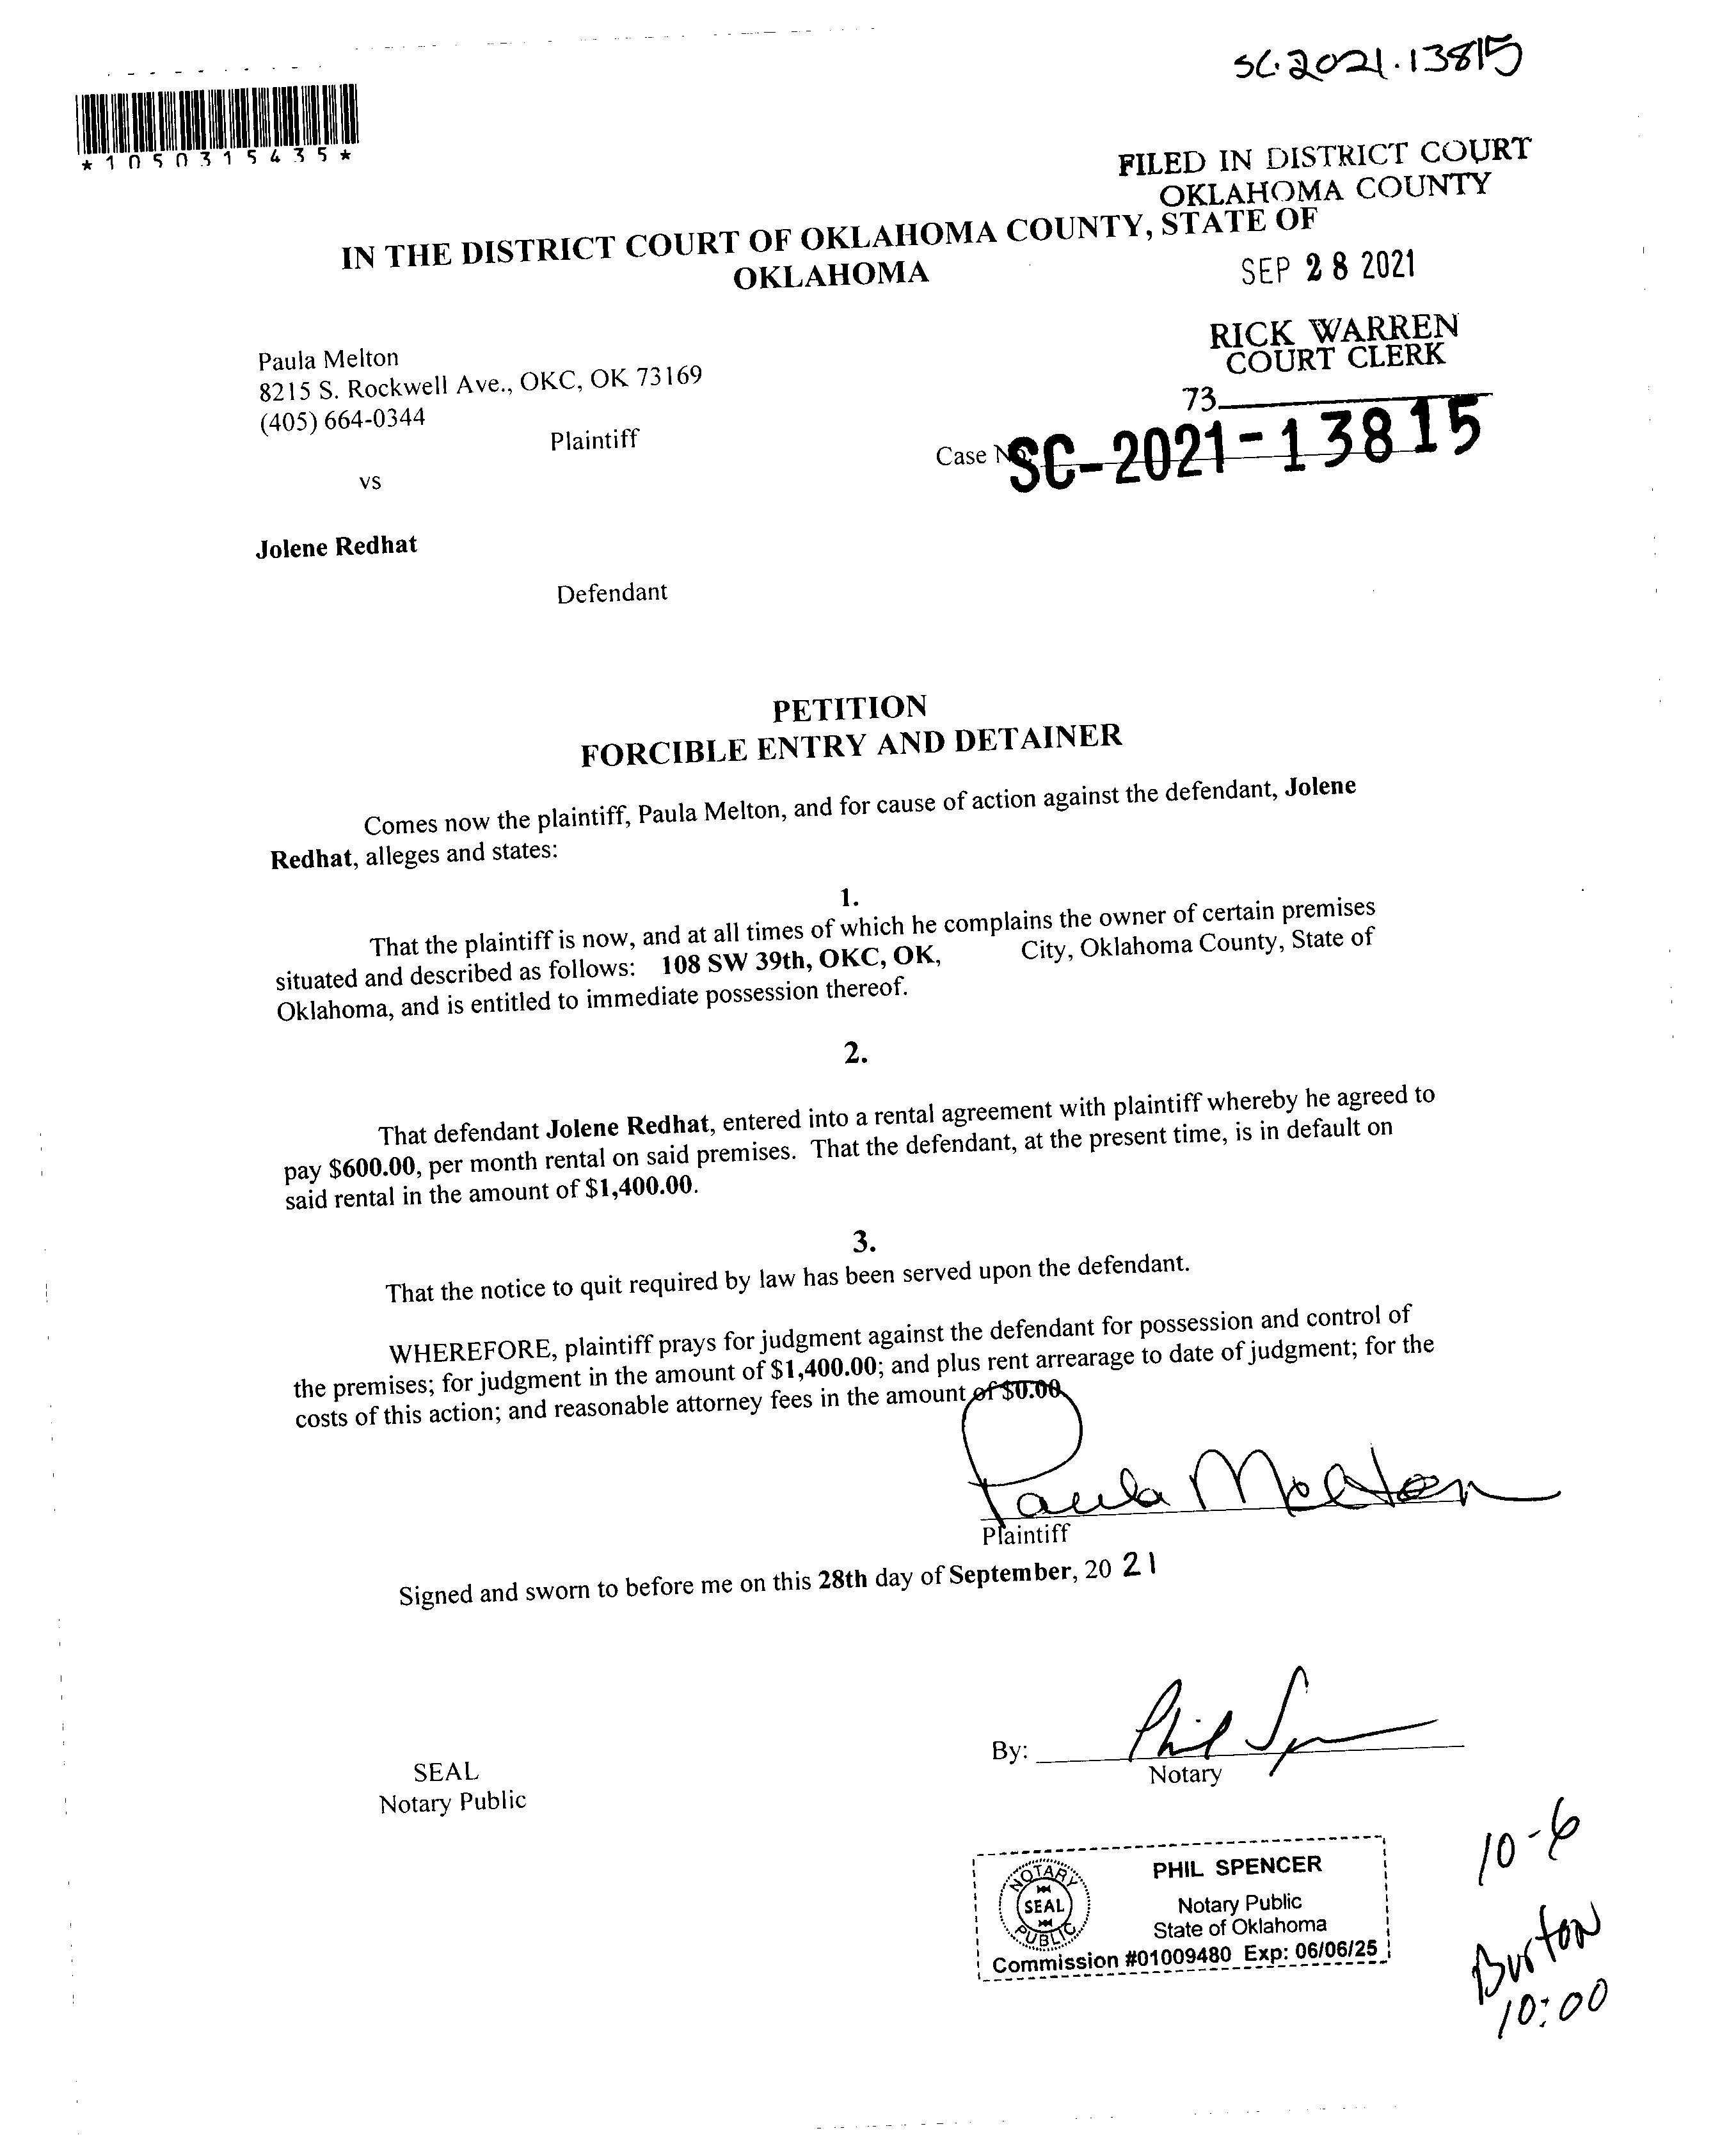 SC.2021.13815
*1050315435*
FILED IN DISTRICT COURT
OKLAHOMA COUNTY
IN THE DISTRICT COURT OF OKLAHOMA COUNTY, STATE OF
OKLAHOMA
SEP 28 2021
RICK WARREN
COURT CLERK
73
Paula Melton
8215 S. Rockwell Ave., OKC, OK 73169
(405) 664-0344
Plaintiff
Case SC-2021-13815
vs
Jolene Redhat
Defendant
PETITION
FORCIBLE ENTRY AND DETAINER
Comes now the plaintiff, Paula Melton, and for cause of action against the defendant, Jolene
Redhat, alleges and states:
1.
That the plaintiff is now, and at all times of which he complains the owner of certain premises
situated and described as follows: 108 SW 39th, OKC, OK, City, Oklahoma County, State of
Oklahoma, and is entitled to immediate possession thereof.
2.
That defendant Jolene Redhat, entered into a rental agreement with plaintiff whereby he agreed to
pay $600.00, per month rental on said premises. That the defendant, at the present time, is in default on
said rental in the amount of $1,400.00.
3.
That the notice to quit required by law has been served upon the defendant.
WHEREFORE, plaintiff prays for judgment against the defendant for possession and control of
the premises; for judgment in the amount of $1,400.00; and plus rent arrearage to date of judgment; for the
costs of this action; and reasonable attorney fees in the amount of $0.00
Paula Melton
Plaintiff
Signed and sworn to before me on this 28th day of September, 20 21
By: Phil Spencer
Notary
SEAL
Notary Public
NOTARY
SEAL
PUBLIC
PHIL SPENCER
Notary Public
State of Oklahoma
Commission #01009480 Exp: 06/06/25
10-6
Burton
10:00